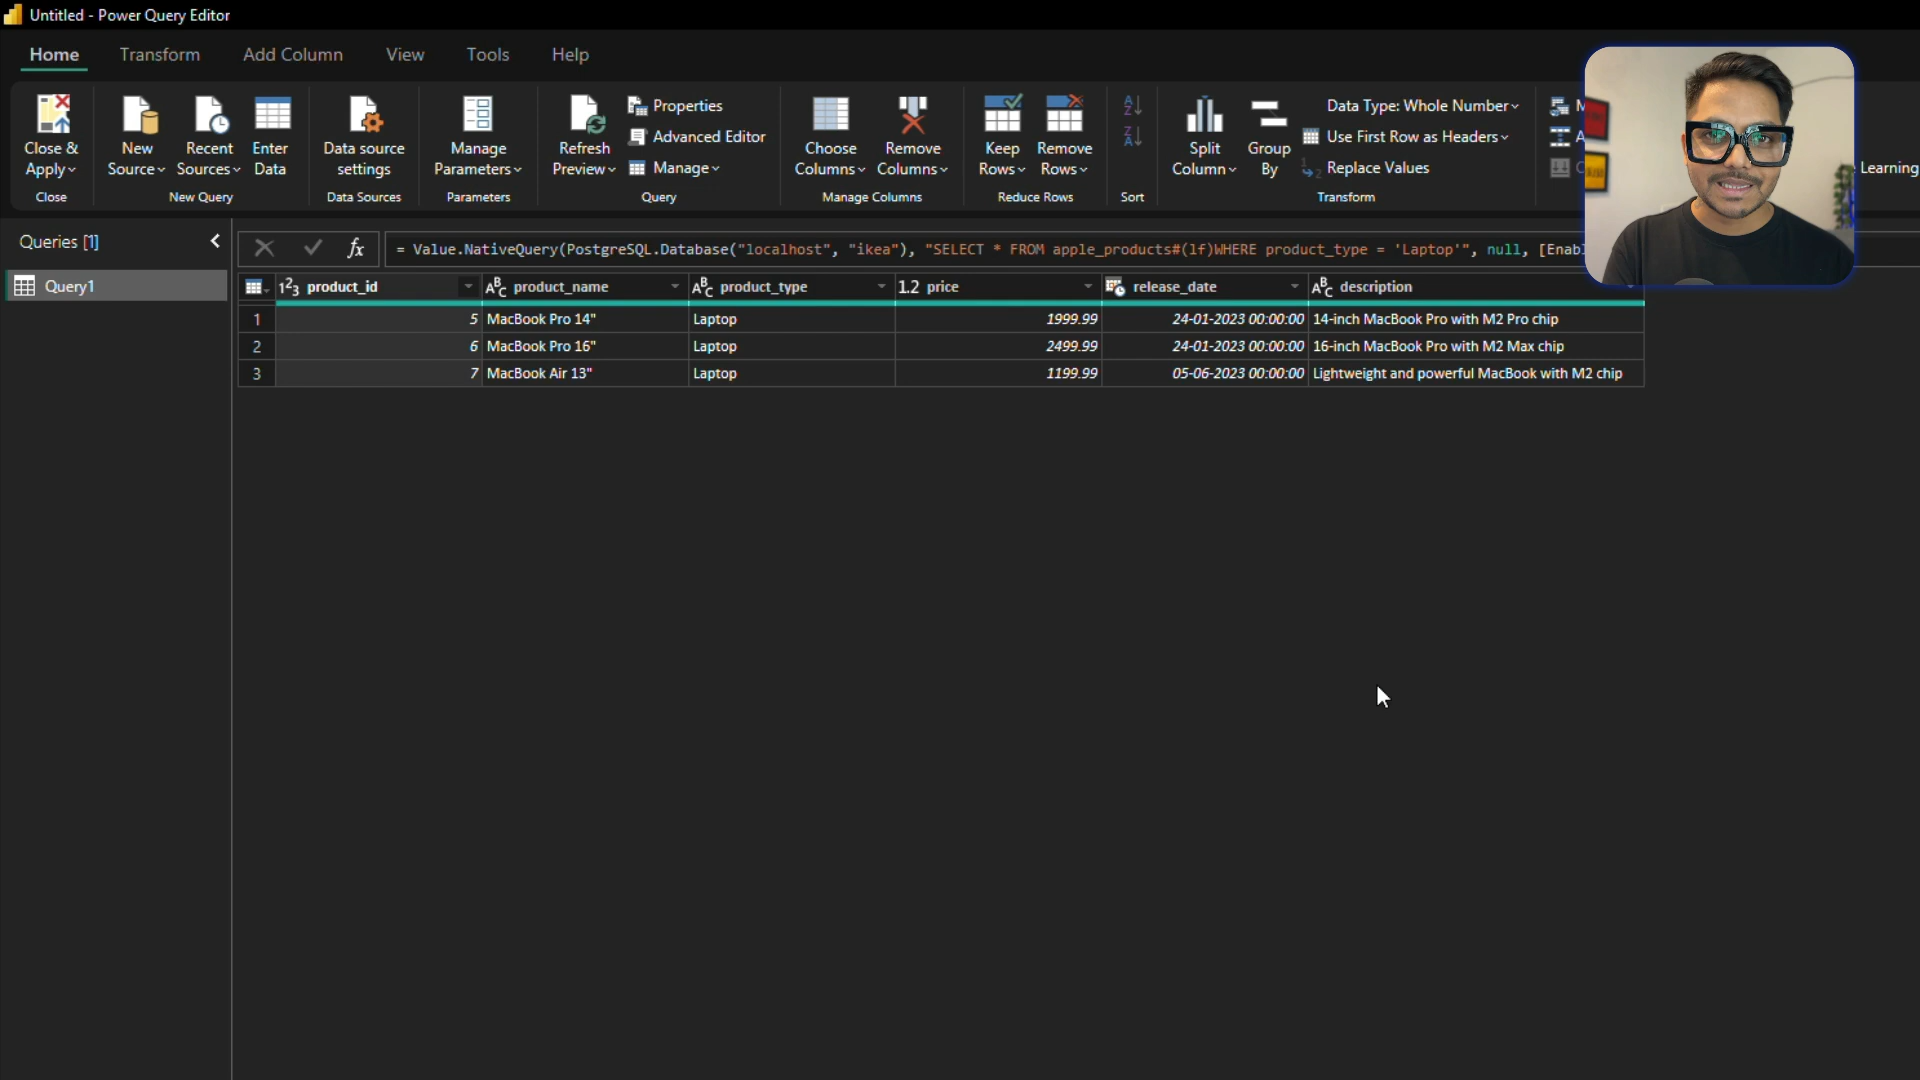 Untitled - Power Query Editor
Home Transform Add Column View Tools Help
Close & Apply
New Source
Recent Sources
Enter Data
Data source settings
Manage Parameters
Refresh Preview
Properties
Advanced Editor
Manage
Choose Columns
Remove Columns
Keep Rows
Remove Rows
Split Column
Group By
Data Type: Whole Number
Use First Row as Headers
Replace Values
Learning
Close New Query Data Sources Parameters Query Manage Columns Reduce Rows Sort Transform
Queries [1]
= Value.NativeQuery(PostgreSQL.Database("localhost", "ikea"), "SELECT * FROM apple_products#(lf)WHERE product_type = 'Laptop'", null, [Enabl
Query1
product_id product_name product_type 1.2 price release_date description
1 5 MacBook Pro 14" Laptop 1999.99 24-01-2023 00:00:00 14-inch MacBook Pro with M2 Pro chip
2 6 MacBook Pro 16" Laptop 2499.99 24-01-2023 00:00:00 16-inch MacBook Pro with M2 Max chip
3 7 MacBook Air 13" Laptop 1199.99 05-06-2023 00:00:00 Lightweight and powerful MacBook with M2 chip